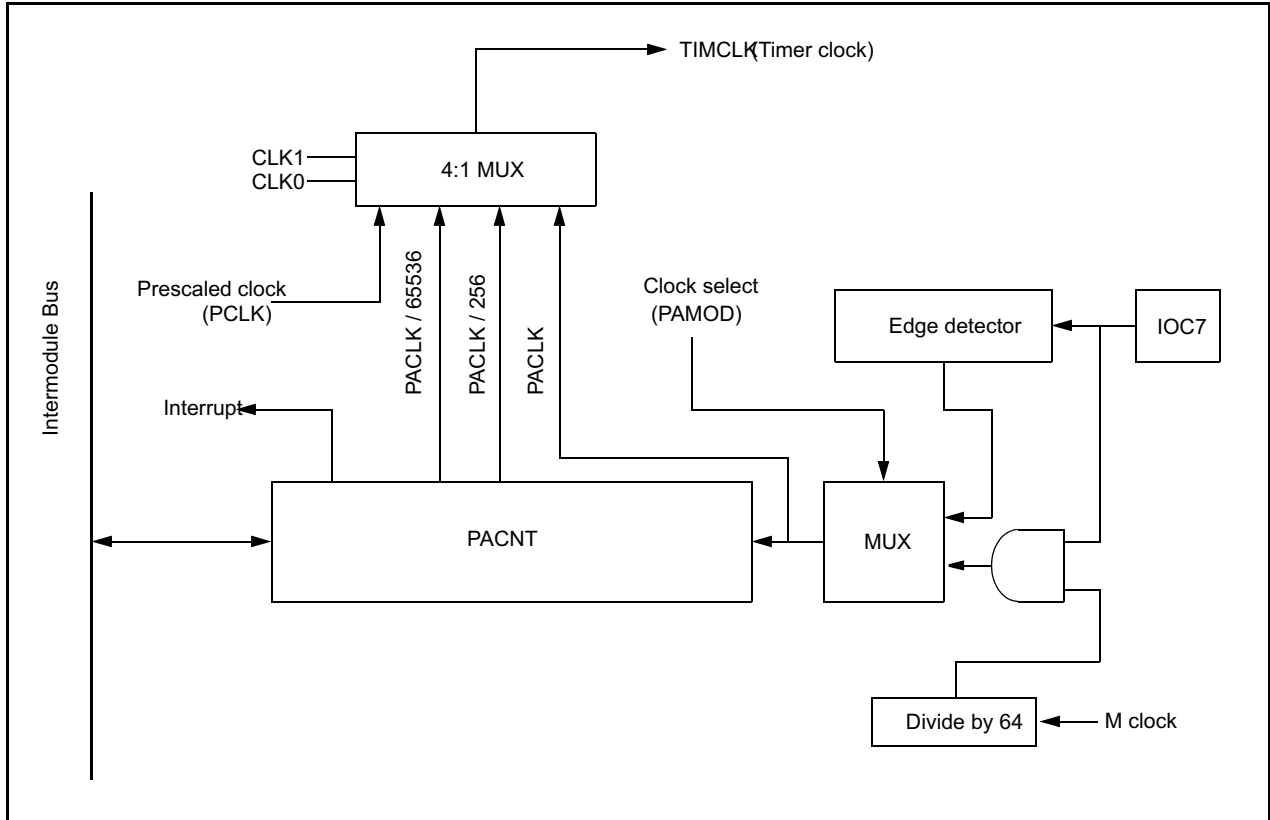 TIMCLK (Timer clock)
CLK1
CLK0
4:1 MUX
Intermodule Bus
Prescaled clock
(PCLK)
PACLK / 65536
PACLK / 256
PACLK
Clock select
(PAMOD)
Edge detector
IOC7
Interrupt
PACNT
MUX
Divide by 64
M clock